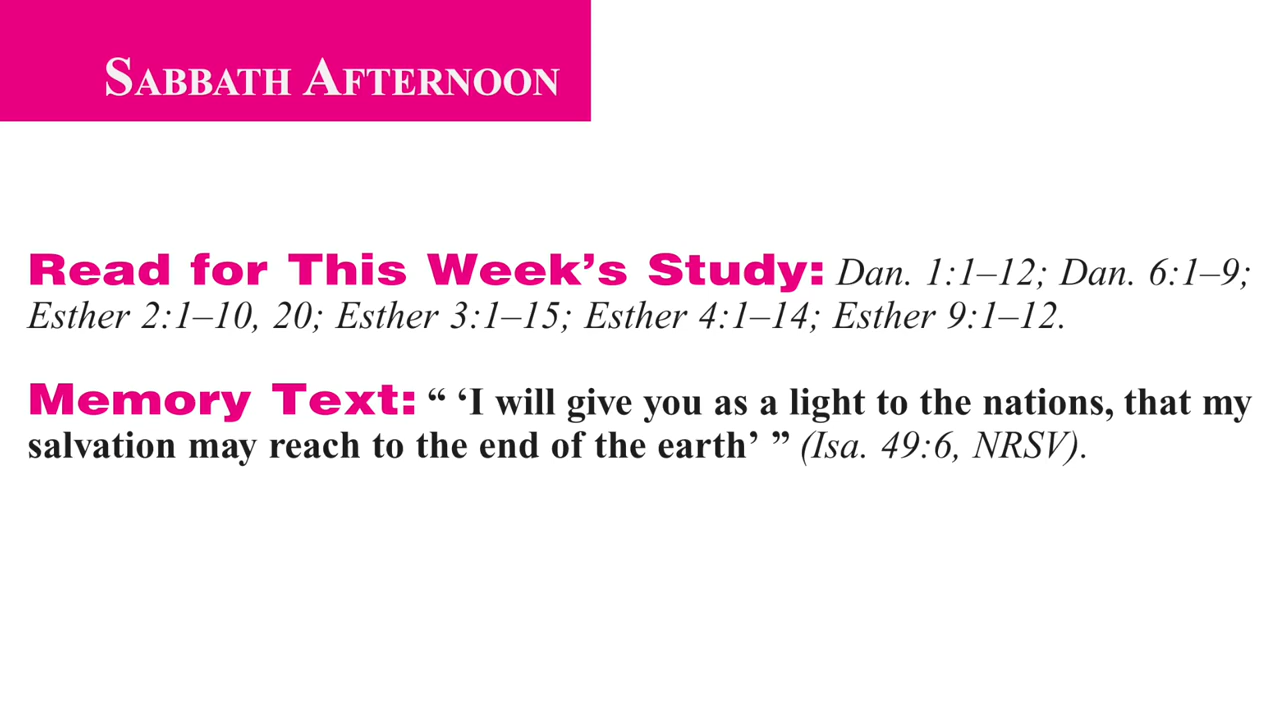 SABBATH AFTERNOON
Read for This Week’s Study: Dan. 1:1–12; Dan. 6:1–9;
Esther 2:1–10, 20; Esther 3:1–15; Esther 4:1–14; Esther 9:1–12.
Memory Text: “ ‘I will give you as a light to the nations, that my
salvation may reach to the end of the earth’ ” (Isa. 49:6, NRSV).